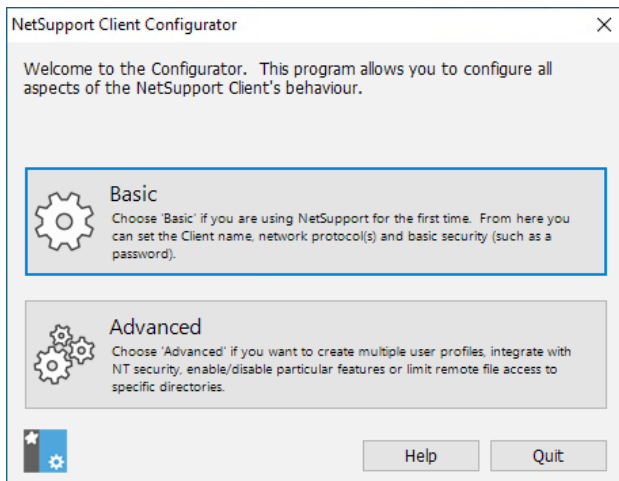 NetSupport Client Configurator
Welcome to the Configurator. This program allows you to configure all
aspects of the NetSupport Client's behaviour.
Basic
Choose 'Basic' if you are using NetSupport for the first time. From here you
can set the Client name, network protocol(s) and basic security (such as a
password).
Advanced
Choose 'Advanced' if you want to create multiple user profiles, integrate with
NT security, enable/disable particular features or limit remote file access to
specific directories.
Help
Quit